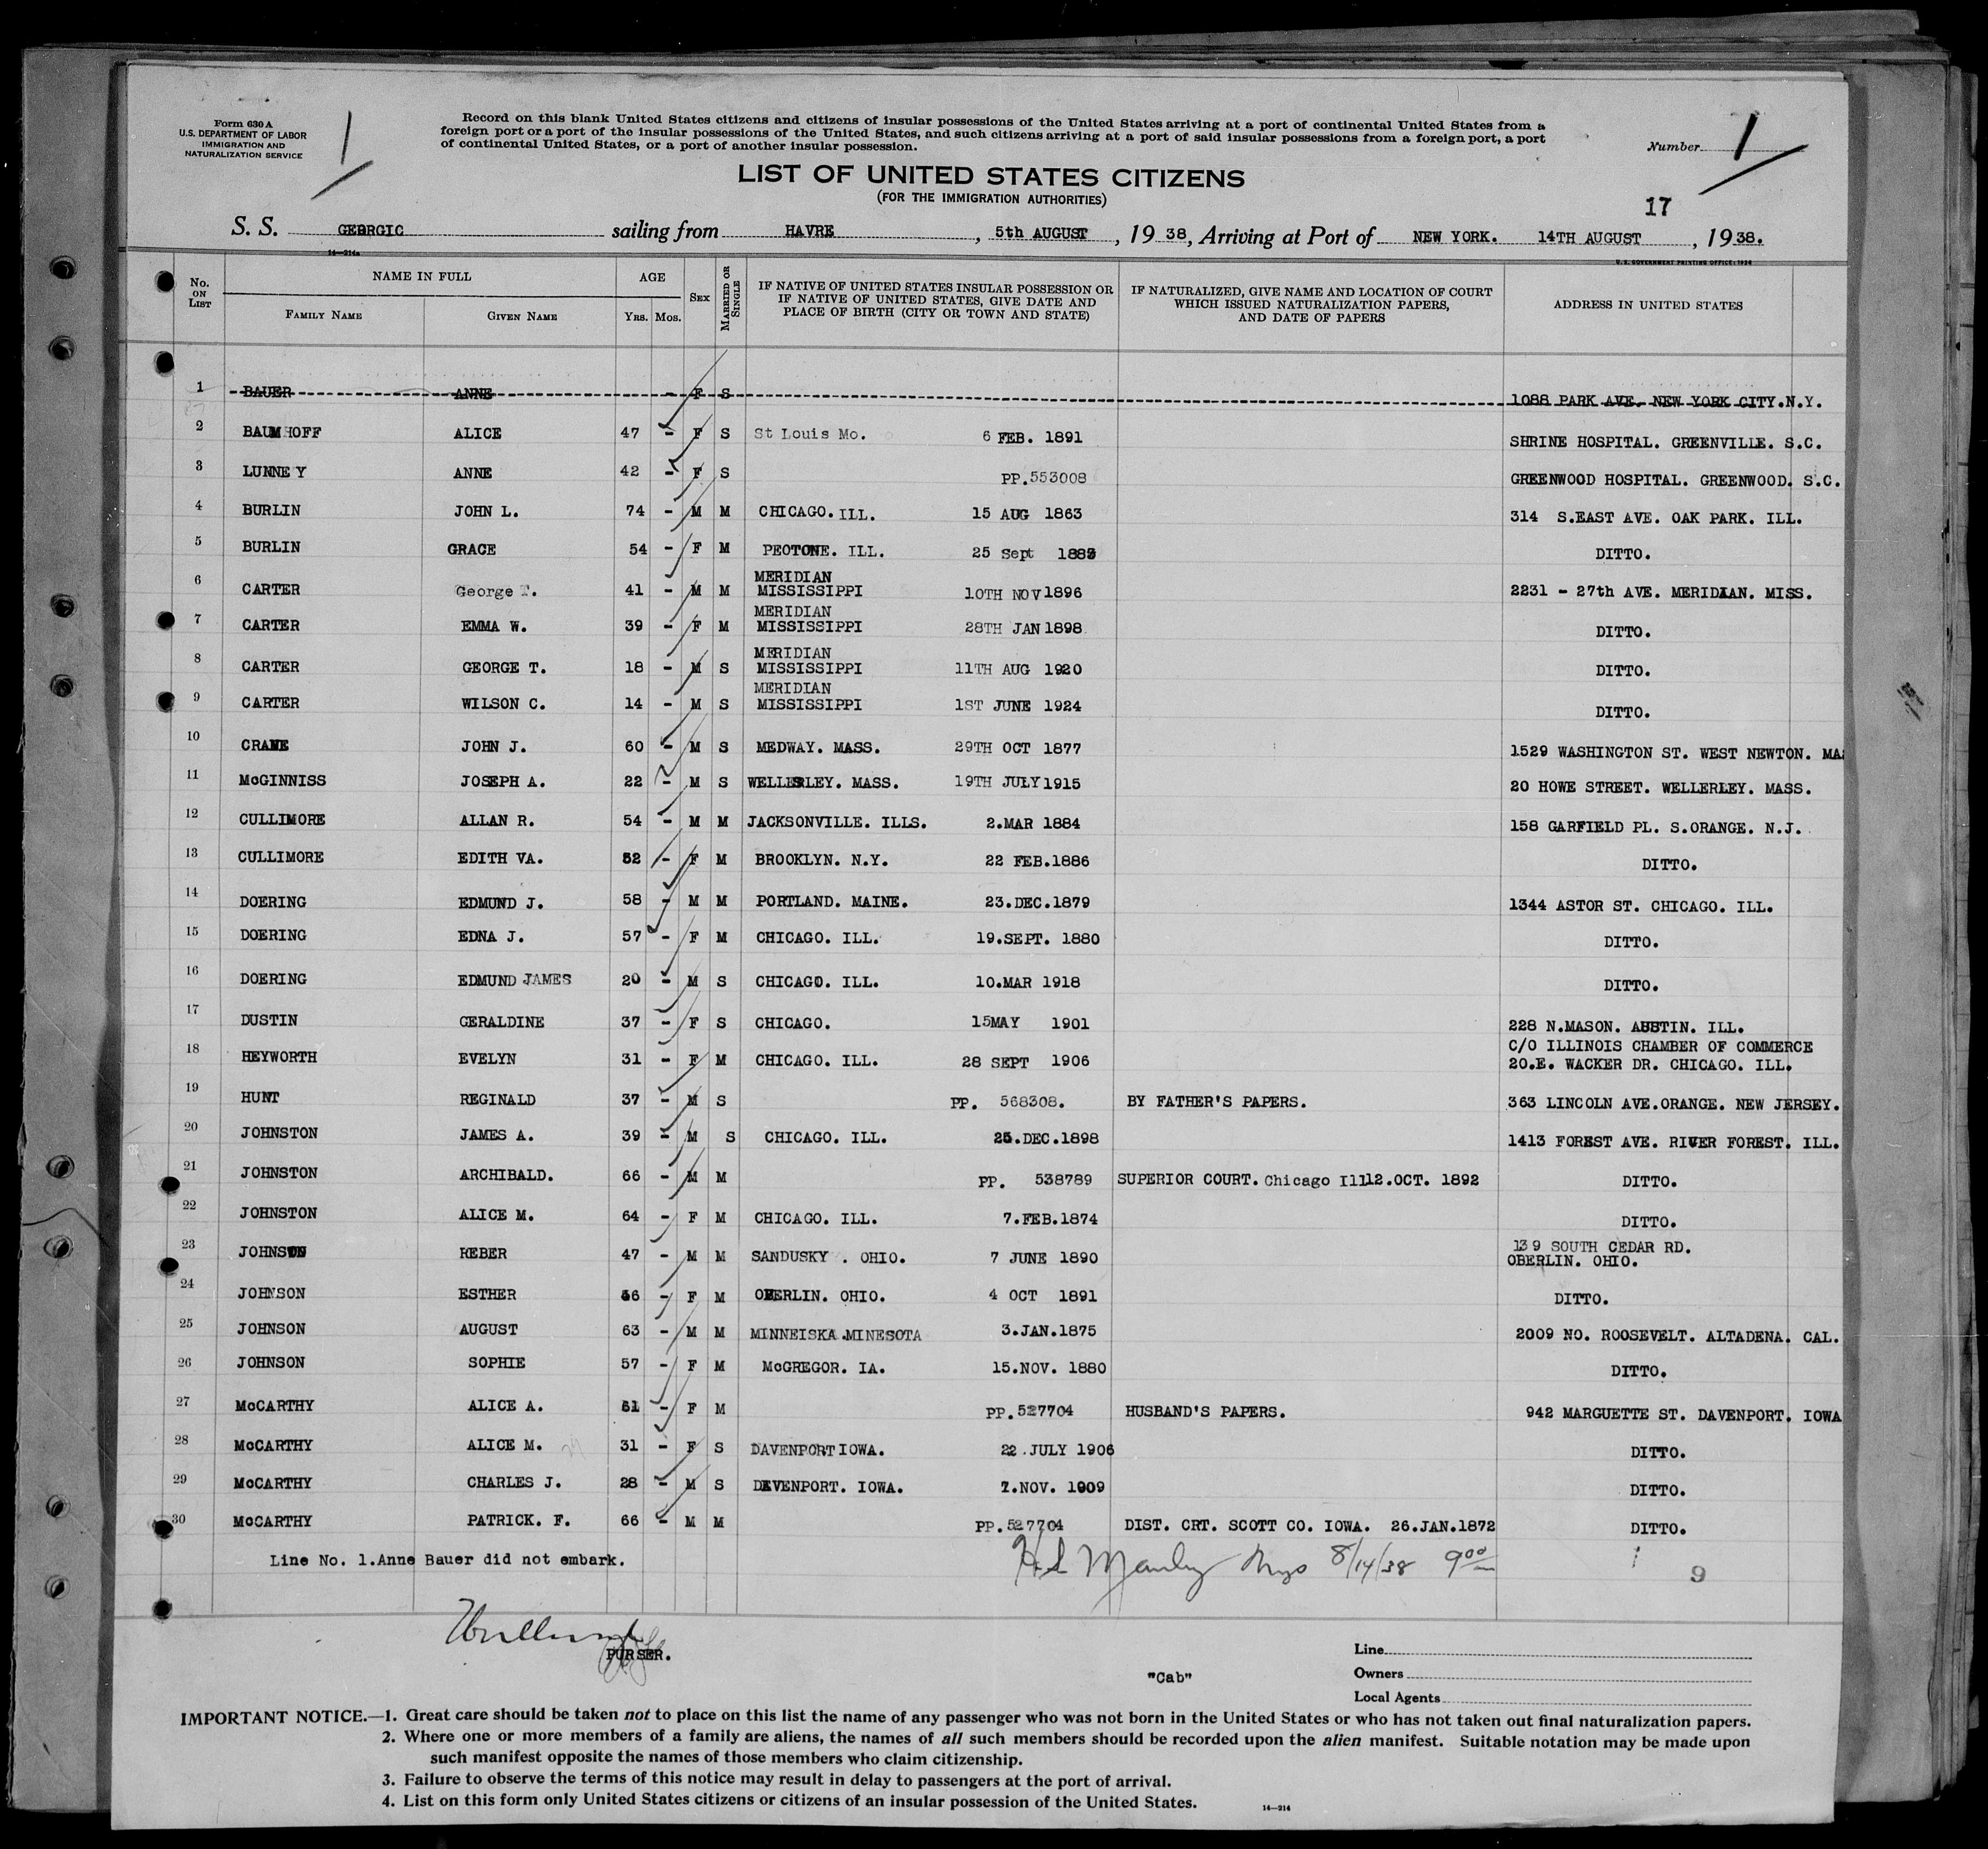 Form 630 A
U.S. DEPARTMENT OF LABOR
IMMIGRATION AND
NATURALIZATION SERVICE
1
Record on this blank United States citizens and citizens of insular possessions of the United States arriving at a port of continental United States from a
foreign port or a port of the insular possessions of the United States, and such citizens arriving at a port of said insular possessions from a foreign port, a port
of continental United States, or a port of another insular possession.
Number 1
LIST OF UNITED STATES CITIZENS
(FOR THE IMMIGRATION AUTHORITIES)
17
S. S. GEORGIC sailing from HAVRE, 5th AUGUST, 1938, Arriving at Port of NEW YORK. 14TH AUGUST, 1938.
14—214a U.S. GOVERNMENT PRINTING OFFICE: 1934
No. ON LIST NAME IN FULL FAMILY NAME GIVEN NAME AGE YRS. MOS. SEX MARRIED OR SINGLE IF NATIVE OF UNITED STATES INSULAR POSSESSION OR IF NATIVE OF UNITED STATES, GIVE DATE AND PLACE OF BIRTH (CITY OR TOWN AND STATE) IF NATURALIZED, GIVE NAME AND LOCATION OF COURT WHICH ISSUED NATURALIZATION PAPERS, AND DATE OF PAPERS ADDRESS IN UNITED STATES
1 BAUER ANNE - F S 1088 PARK AVE. NEW YORK CITY.N.Y.
2 BAUMHOFF ALICE 47 - F S St Louis Mo. 6 FEB. 1891 SHRINE HOSPITAL. GREENVILLE. S.C.
3 LUNNEY ANNE 42 - F S PP.553008 GREENWOOD HOSPITAL. GREENWOOD. S.C.
4 BURLIN JOHN L. 74 - M M CHICAGO. ILL. 15 AUG 1863 314 S.EAST AVE. OAK PARK. ILL.
5 BURLIN GRACE 54 - F M PEOTONE. ILL. 25 Sept 1883 DITTO.
6 CARTER George T. 41 - M M MERIDIAN MISSISSIPPI 10TH NOV 1896 2231 - 27th AVE. MERIDIAN. MISS.
7 CARTER EMMA W. 39 - F M MERIDIAN MISSISSIPPI 28TH JAN 1898 DITTO.
8 CARTER GEORGE T. 18 - M S MERIDIAN MISSISSIPPI 11TH AUG 1920 DITTO.
9 CARTER WILSON C. 14 - M S MERIDIAN MISSISSIPPI 1ST JUNE 1924 DITTO.
10 CRANE JOHN J. 60 - M S MEDWAY. MASS. 29TH OCT 1877 1529 WASHINGTON ST. WEST NEWTON. MA
11 McGINNISS JOSEPH A. 22 - M S WELLESLEY. MASS. 19TH JULY 1915 20 HOWE STREET. WELLERLEY. MASS.
12 CULLIMORE ALLAN R. 54 - M M JACKSONVILLE. ILLS. 2.MAR 1884 158 GARFIELD PL. S.ORANGE. N.J.
13 CULLIMORE EDITH VA. 52 - F M BROOKLYN. N.Y. 22 FEB.1886 DITTO.
14 DOERING EDMUND J. 58 - M M PORTLAND. MAINE. 23.DEC.1879 1344 ASTOR ST. CHICAGO. ILL.
15 DOERING EDNA J. 57 - F M CHICAGO. ILL. 19.SEPT. 1880 DITTO.
16 DOERING EDMUND JAMES 20 - M S CHICAGO. ILL. 10.MAR 1918 DITTO.
17 DUSTIN GERALDINE 37 - F S CHICAGO. 15MAY 1901 228 N.MASON. AUSTIN. ILL.
18 HEYWORTH EVELYN 31 - F M CHICAGO. ILL. 28 SEPT 1906 C/O ILLINOIS CHAMBER OF COMMERCE 20.E. WACKER DR. CHICAGO. ILL.
19 HUNT REGINALD 37 - M S PP. 568308. BY FATHER'S PAPERS. 363 LINCOLN AVE.ORANGE. NEW JERSEY.
20 JOHNSTON JAMES A. 39 - M S CHICAGO. ILL. 25.DEC.1898 1413 FOREST AVE. RIVER FOREST. ILL.
21 JOHNSTON ARCHIBALD. 66 - M M PP. 538789 SUPERIOR COURT. Chicago Ill12.OCT. 1892 DITTO.
22 JOHNSTON ALICE M. 64 - F M CHICAGO. ILL. 7.FEB.1874 DITTO.
23 JOHNSON REBER 47 - M M SANDUSKY . OHIO. 7 JUNE 1890 139 SOUTH CEDAR RD. OBERLIN. OHIO.
24 JOHNSON ESTHER 46 - F M OBERLIN. OHIO. 4 OCT 1891 DITTO.
25 JOHNSON AUGUST 63 - M M MINNEISKA.MINESOTA 3.JAN.1875 2009 NO. ROOSEVELT. ALTADENA. CAL.
26 JOHNSON SOPHIE 57 - F M McGREGOR. IA. 15.NOV. 1880 DITTO.
27 McCARTHY ALICE A. 61 - F M PP.527704 HUSBAND'S PAPERS. 942 MARGUETTE ST. DAVENPORT. IOWA
28 McCARTHY ALICE M. 31 - F S DAVENPORT IOWA. 22.JULY 1906 DITTO.
29 McCARTHY CHARLES J. 28 - M S DAVENPORT. IOWA. 7.NOV. 1909 DITTO.
30 McCARTHY PATRICK. F. 66 - M M PP.527704 DIST. CRT. SCOTT CO. IOWA. 26.JAN.1872 DITTO.
Line No. 1.Anne Bauer did not embark.
Manley 8/14/38 9 00
9
PURSER.
"Cab"
Line
Owners
Local Agents
IMPORTANT NOTICE.—1. Great care should be taken not to place on this list the name of any passenger who was not born in the United States or who has not taken out final naturalization papers.
2. Where one or more members of a family are aliens, the names of all such members should be recorded upon the alien manifest. Suitable notation may be made upon
such manifest opposite the names of those members who claim citizenship.
3. Failure to observe the terms of this notice may result in delay to passengers at the port of arrival.
4. List on this form only United States citizens or citizens of an insular possession of the United States.
14—214